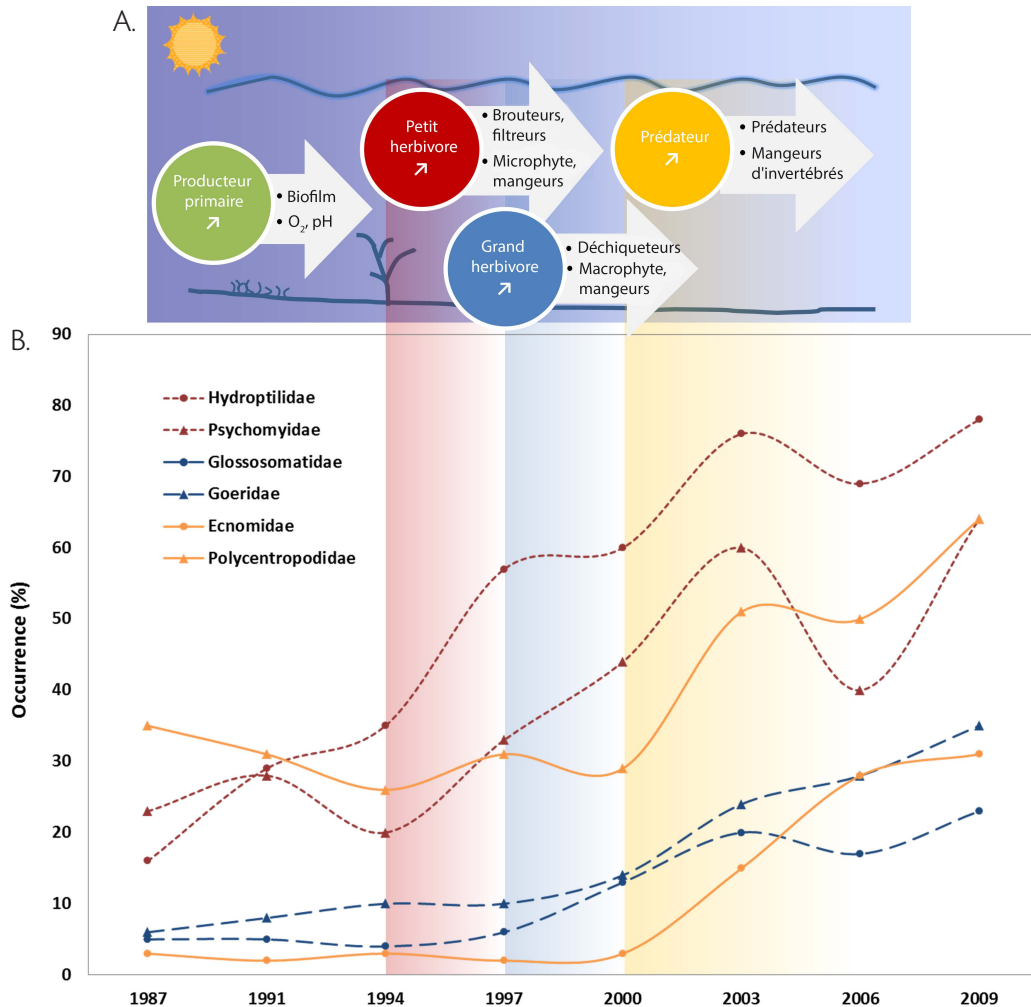 A.
Producteur
primaire
↗
• Biofilm
• O₂, pH
Petit
herbivore
↗
• Brouteurs,
filtreurs
• Microphyte,
mangeurs
Grand
herbivore
↗
Déchiqueteurs
• Macrophyte,
mangeurs
Prédateur
↗
• Prédateurs
• Mangeurs
d'invertébrés
B.
Occurrence (%)
90
80
70
60
50
40
30
20
10
0
Hydroptilidae
Psychomyidae
Glossosomatidae
Goeridae
Ecnomidae
Polycentropodidae
1987 1991 1994 1997 2000 2003 2006 2009